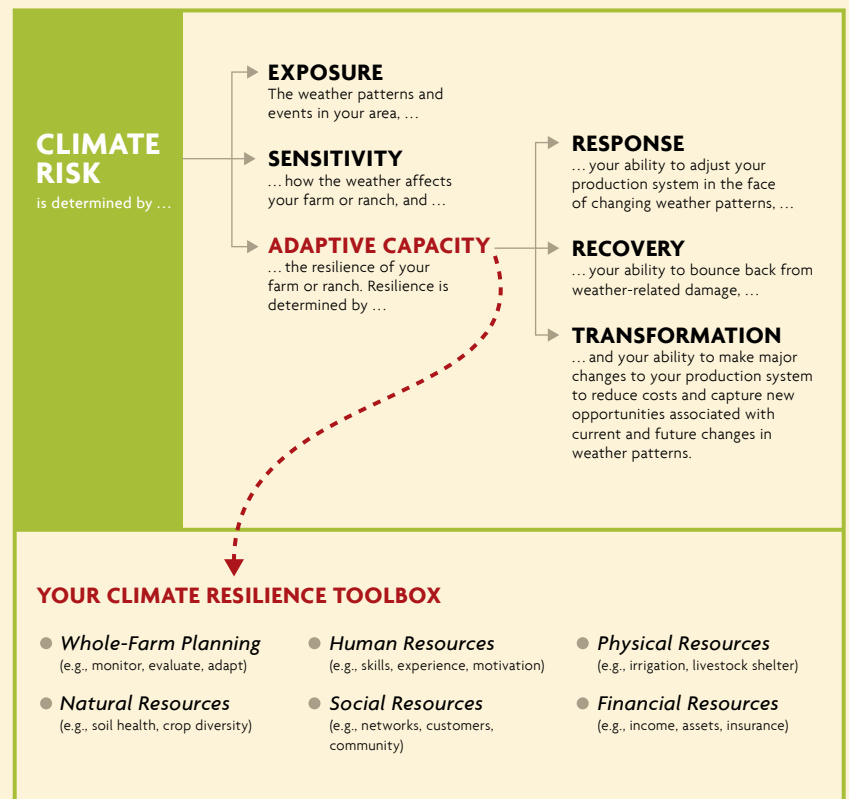 CLIMATE
RISK
is determined by …
EXPOSURE
The weather patterns and
events in your area, …
SENSITIVITY
… how the weather affects
your farm or ranch, and …
ADAPTIVE CAPACITY
… the resilience of your
farm or ranch. Resilience is
determined by …
RESPONSE
… your ability to adjust your
production system in the face
of changing weather patterns, …
RECOVERY
… your ability to bounce back from
weather-related damage, …
TRANSFORMATION
… and your ability to make major
changes to your production system
to reduce costs and capture new
opportunities associated with
current and future changes in
weather patterns.
YOUR CLIMATE RESILIENCE TOOLBOX
Whole-Farm Planning
(e.g., monitor, evaluate, adapt)
Human Resources
(e.g., skills, experience, motivation)
Physical Resources
(e.g., irrigation, livestock shelter)
Natural Resources
(e.g., soil health, crop diversity)
Social Resources
(e.g., networks, customers,
community)
Financial Resources
(e.g., income, assets, insurance)